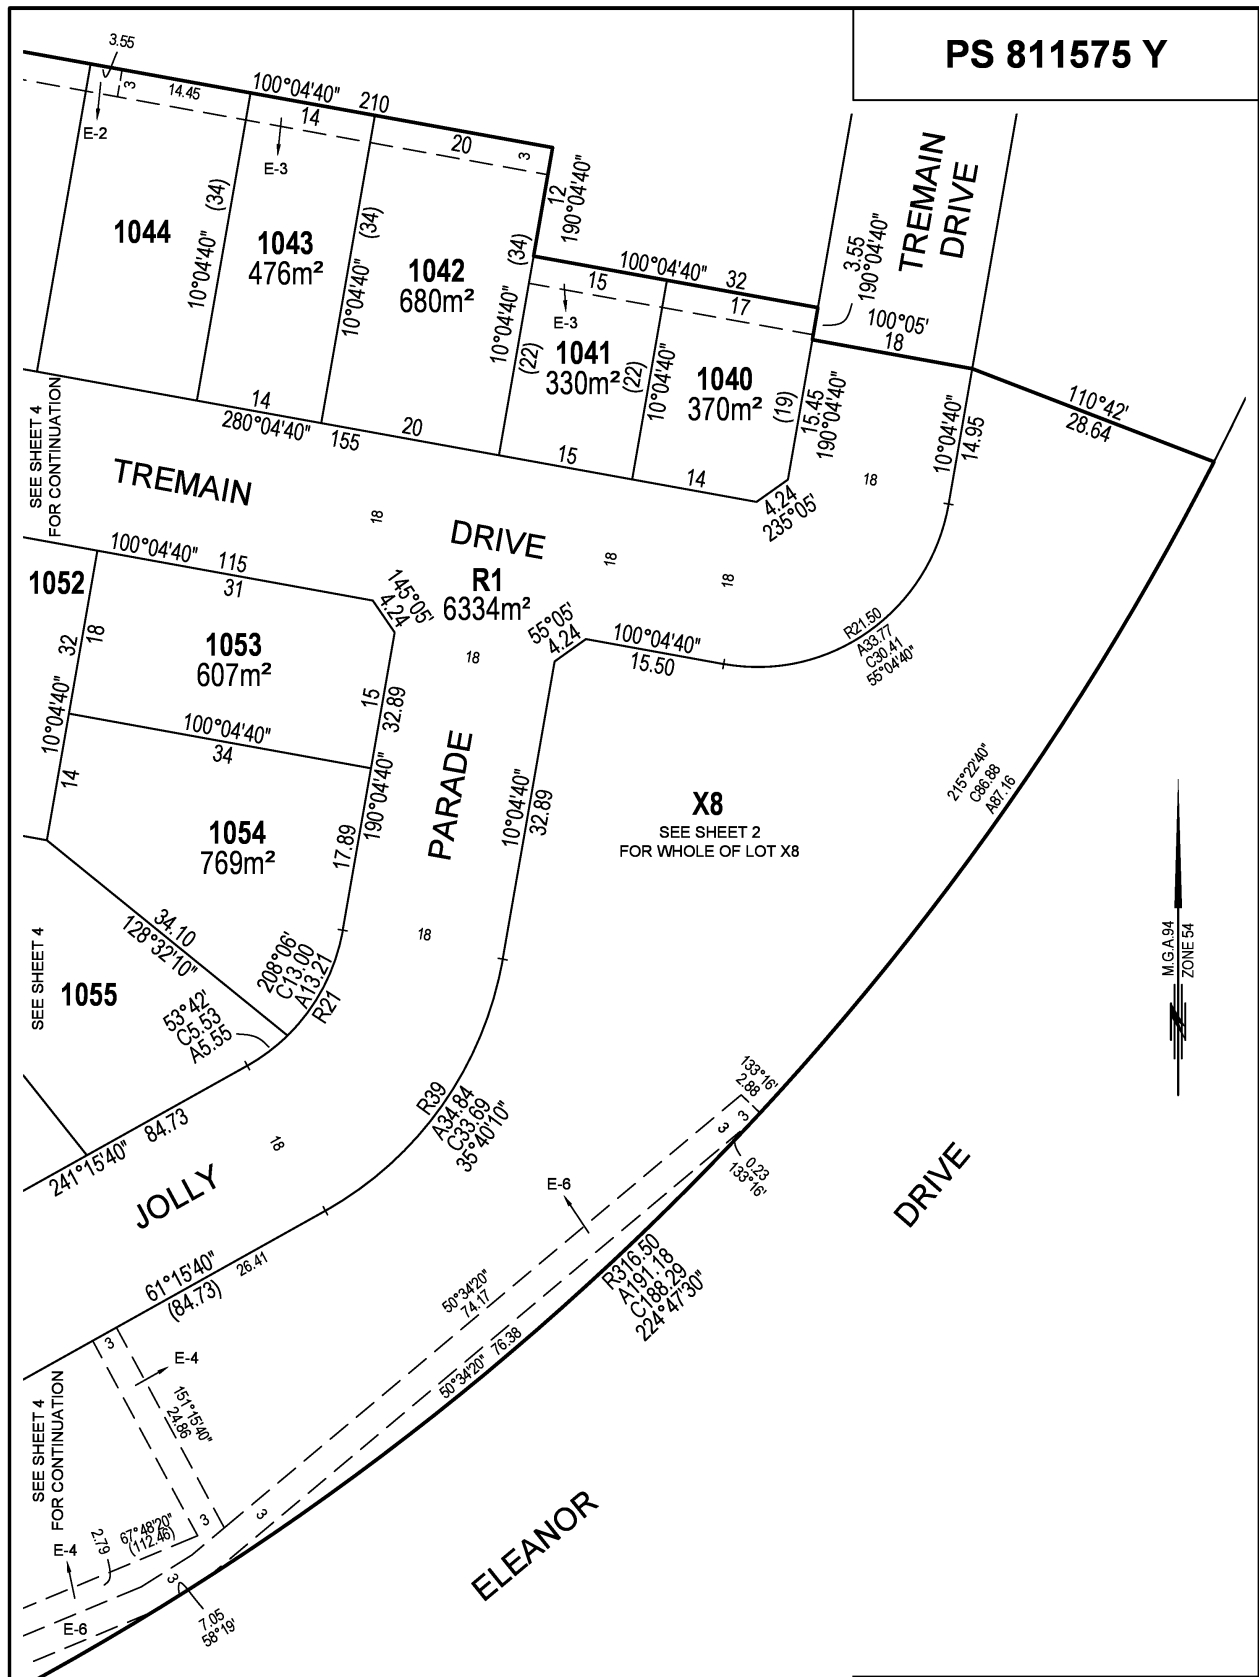 PS 811575 Y
3.55
3
14.45
100°04'40"
210
14
20
3
E-2
E-3
12
190°04'40"
TREMAIN
DRIVE
1044
(34)
10°04'40"
1043
476m²
(34)
10°04'40"
1042
680m²
(34)
10°04'40"
100°04'40"
32
15
17
E-3
3.55
190°04'40"
100°05'
18
1041
330m²
(22)
(22)
10°04'40"
1040
370m²
(19)
15.45
190°04'40"
110°42'
28.64
10°04'40"
14.95
SEE SHEET 4
FOR CONTINUATION
14
280°04'40"
155
20
15
14
4.24
235°05'
18
TREMAIN
DRIVE
18
18
18
R1
6334m²
100°04'40"
115
31
145°05'
4.24
55°05'
4.24
100°04'40"
15.50
R21.50
A33.77
C30.41
55°04'40"
1052
32
18
10°04'40"
1053
607m²
15
32.89
18
100°04'40"
34
14
190°04'40"
17.89
PARADE
10°04'40"
32.89
X8
SEE SHEET 2
FOR WHOLE OF LOT X8
215°22'40"
C86.88
A87.16
1054
769m²
34.10
128°32'10"
208°06'
C13.00
A13.21
R21
18
SEE SHEET 4
1055
53°42'
C5.53
A5.55
M.G.A.94
ZONE 54
R39
A34.84
C33.69
35°40'10"
133°16'
2.88
3
3
0.23
133°16'
241°15'40"
84.73
18
JOLLY
E-6
DRIVE
61°15'40"
(84.73)
26.41
R316.50
A191.18
C188.29
224°47'30"
50°34'20"
74.17
50°34'20"
76.38
3
E-4
151°15'40"
24.86
SEE SHEET 4
FOR CONTINUATION
67°48'20"
(112.46)
3
3
2.79
E-4
3
E-6
7.05
58°19'
ELEANOR